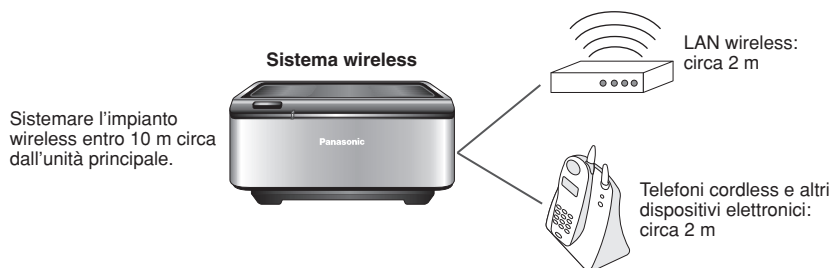 Sistema wireless
Sistemare l'impianto
wireless entro 10 m circa
dall'unità principale.
Panasonic
LAN wireless:
circa 2 m
Telefoni cordless e altri
dispositivi elettronici:
circa 2 m